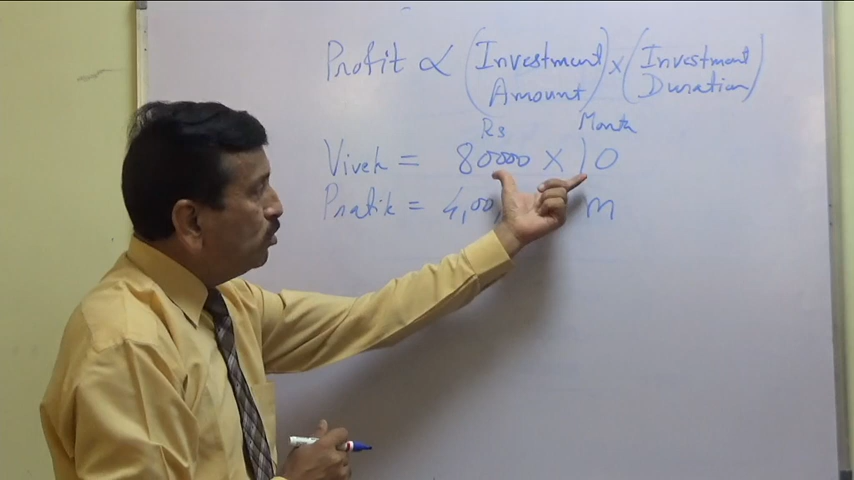 Profit ∝ (Investment Amount) × (Investment Duration)
Rs Month
Vivek = 80000 × 10
Pratik = 4,00, m